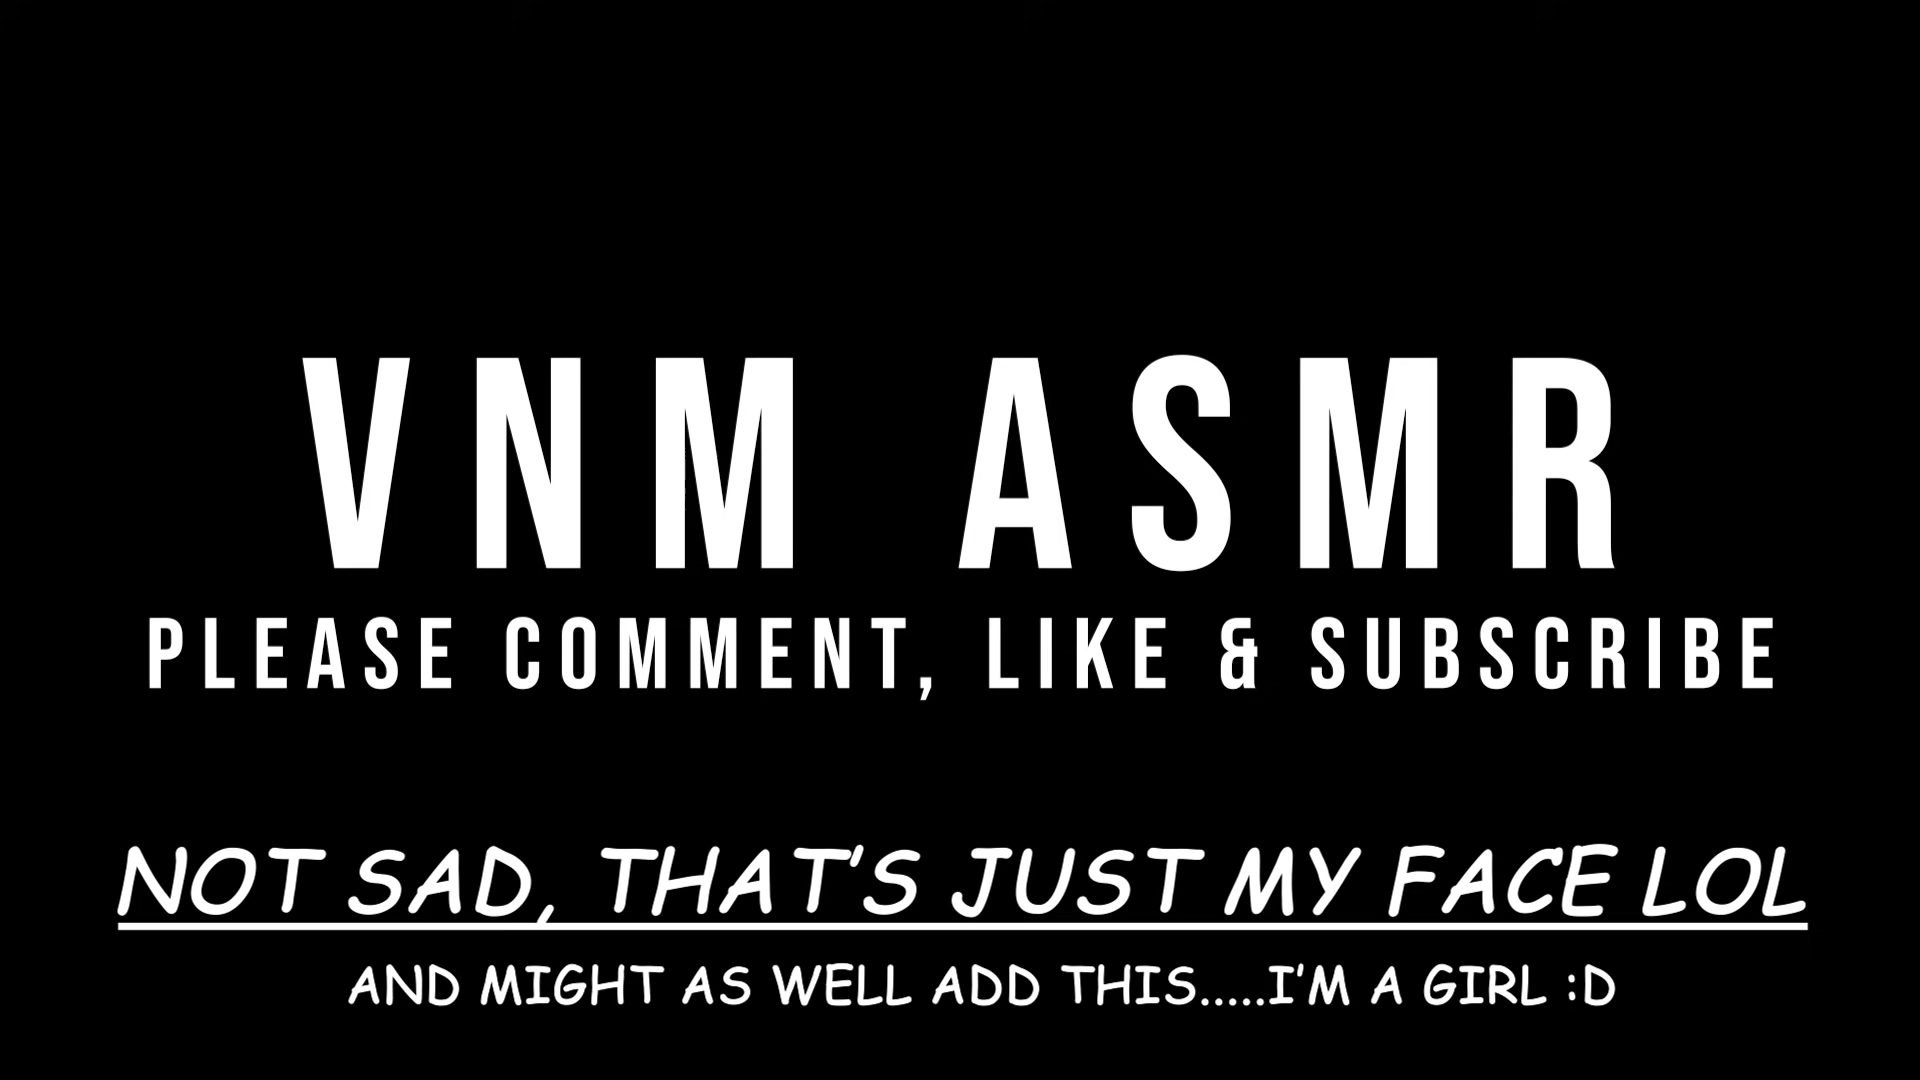 VNM ASMR
PLEASE COMMENT, LIKE & SUBSCRIBE
NOT SAD, THAT'S JUST MY FACE LOL
AND MIGHT AS WELL ADD THIS.....I'M A GIRL :D